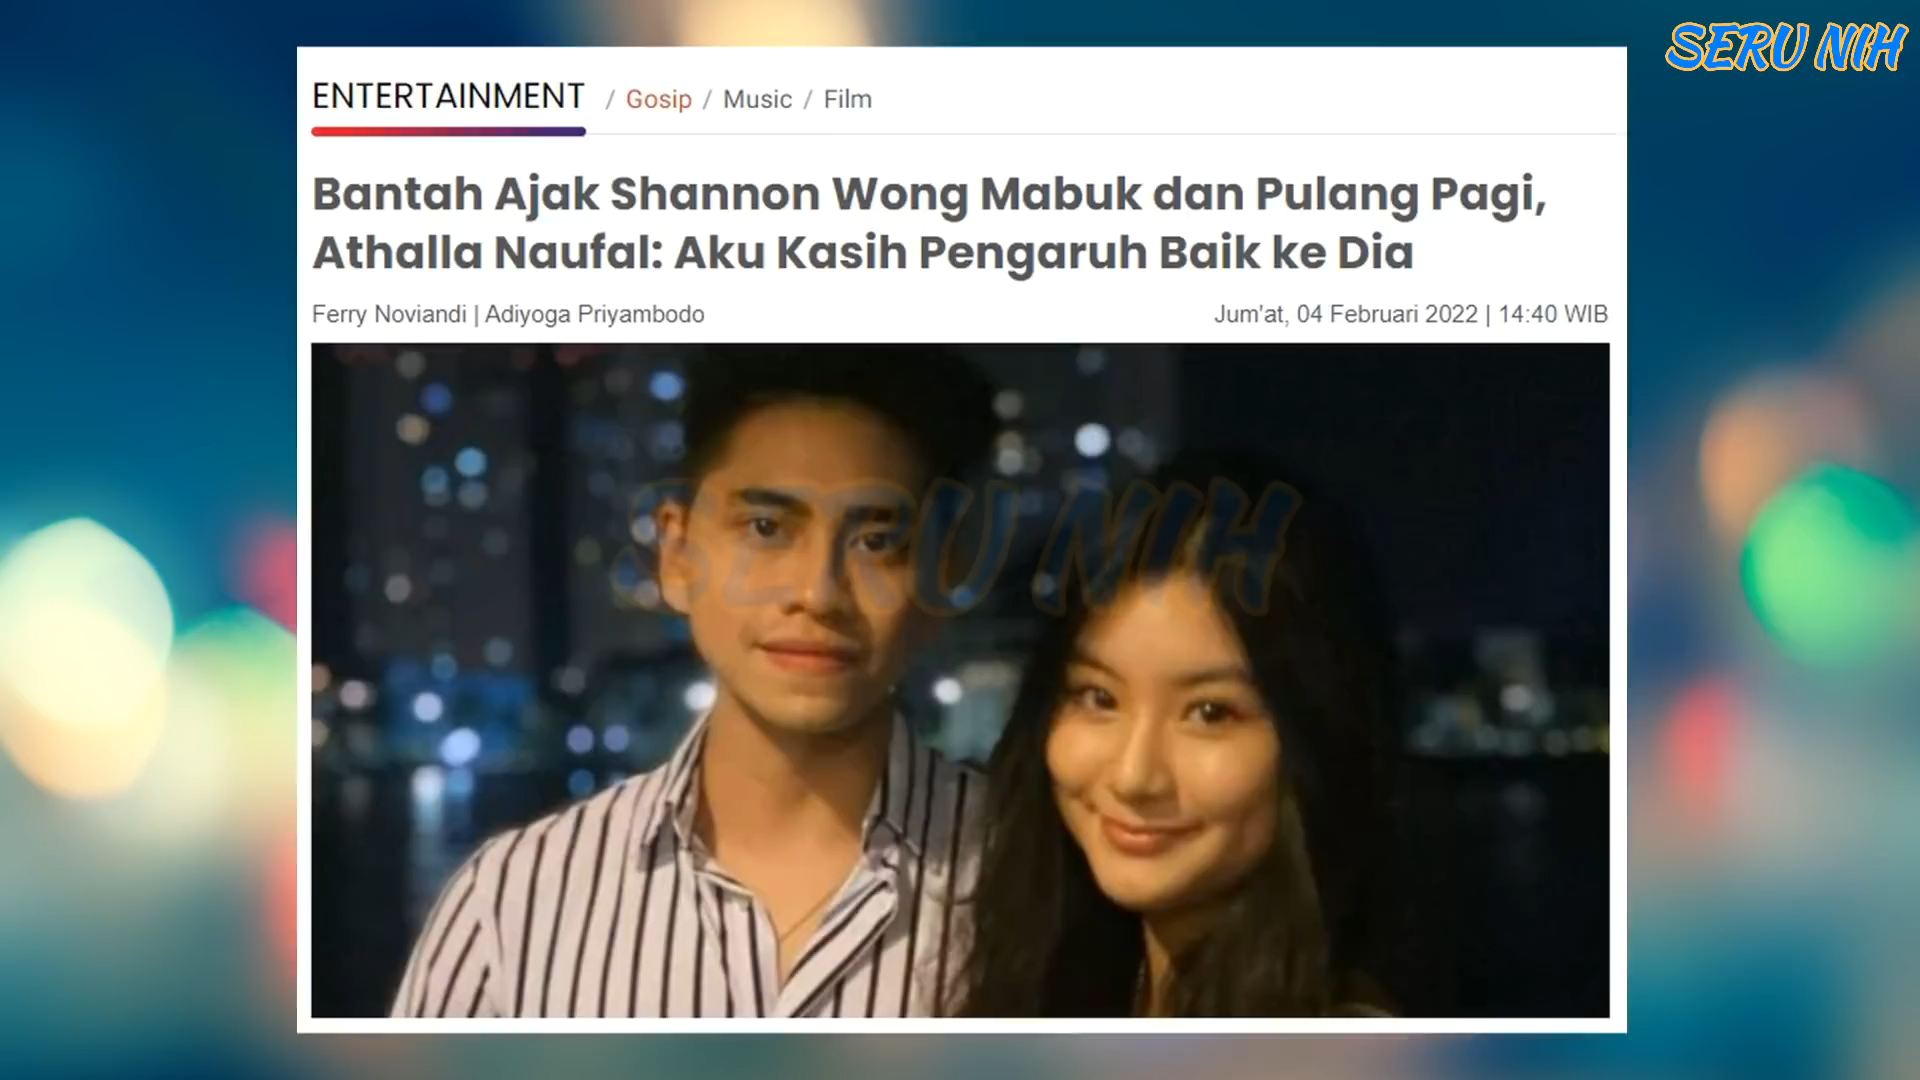 SERU NIH
ENTERTAINMENT / Gosip / Music / Film
Bantah Ajak Shannon Wong Mabuk dan Pulang Pagi,
Athalla Naufal: Aku Kasih Pengaruh Baik ke Dia
Ferry Noviandi | Adiyoga Priyambodo Jum'at, 04 Februari 2022 | 14:40 WIB
SERU NIH